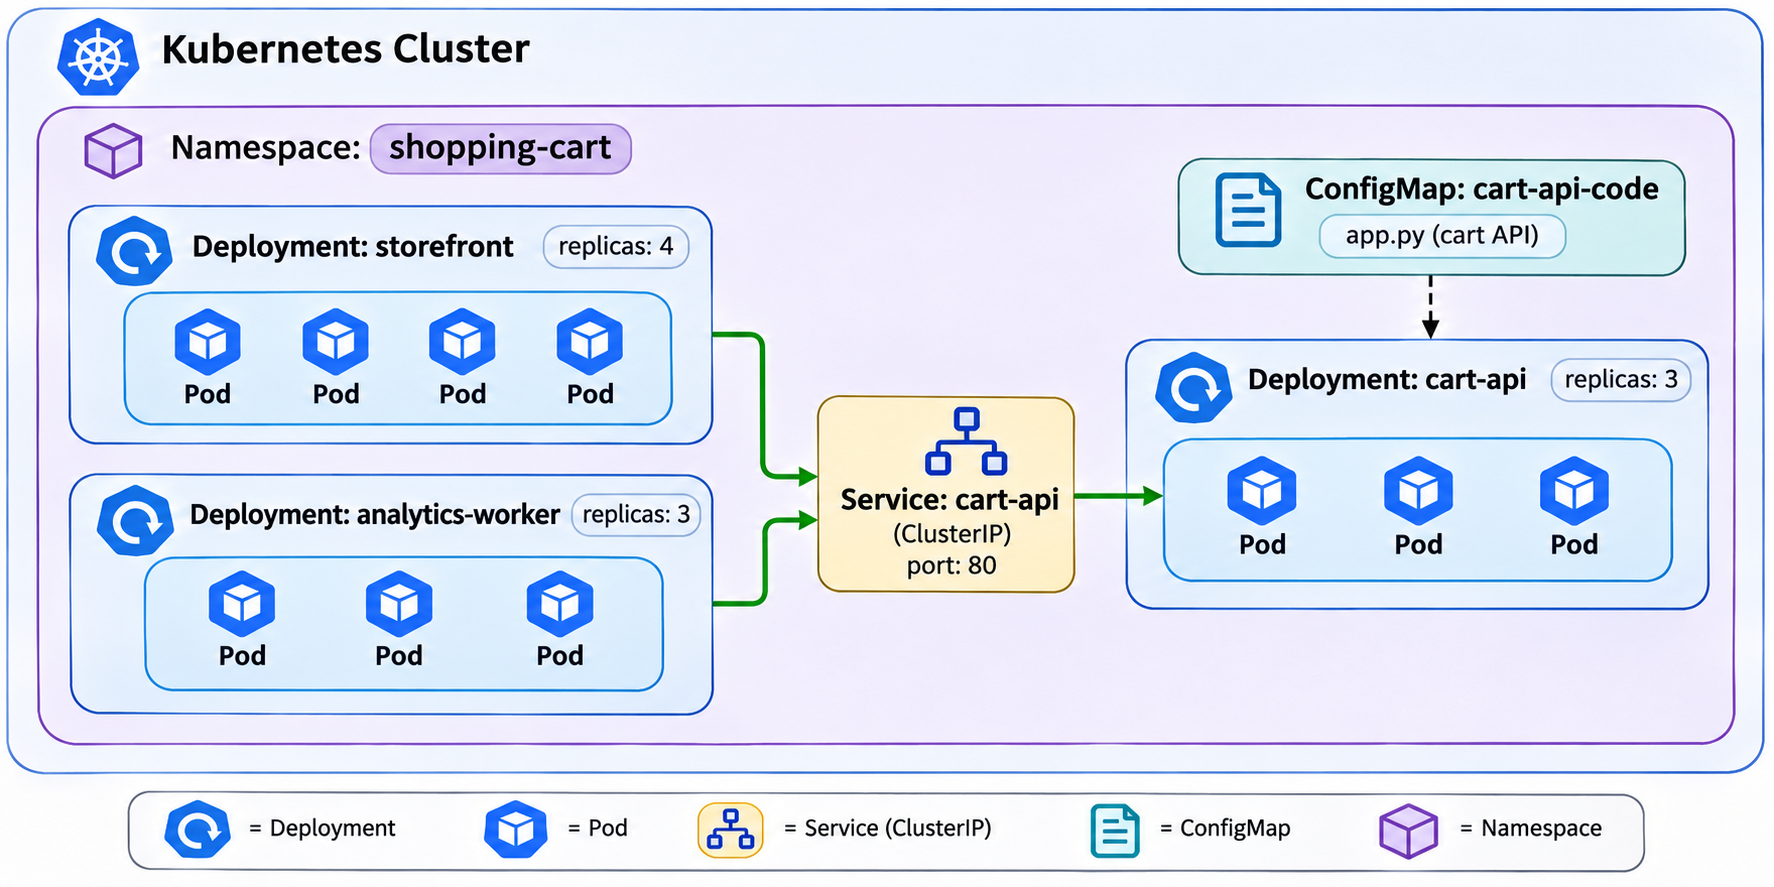 Kubernetes Cluster
Namespace: shopping-cart
Deployment: storefront replicas: 4
Pod Pod Pod Pod
Deployment: analytics-worker replicas: 3
Pod Pod Pod
Service: cart-api
(ClusterIP)
port: 80
ConfigMap: cart-api-code
app.py (cart API)
Deployment: cart-api replicas: 3
Pod Pod Pod
= Deployment = Pod = Service (ClusterIP) = ConfigMap = Namespace